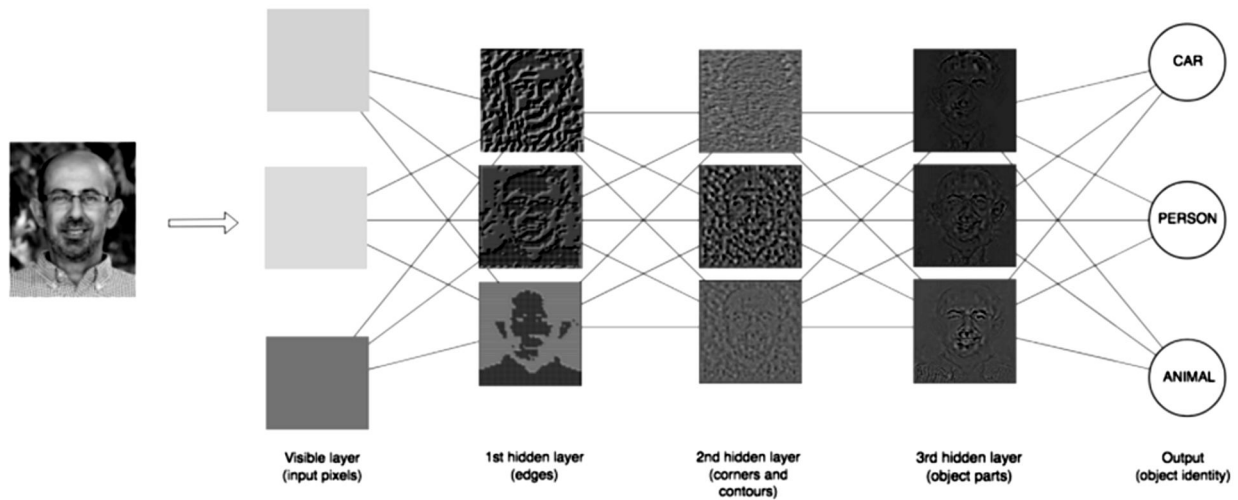 CAR
PERSON
ANIMAL
Visible layer
(input pixels)
1st hidden layer
(edges)
2nd hidden layer
(corners and
contours)
3rd hidden layer
(object parts)
Output
(object identity)